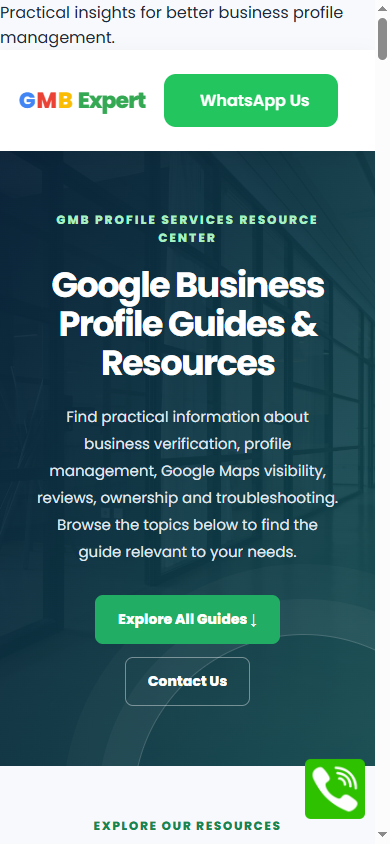 Practical insights for better business profile
management.
GMB Expert
WhatsApp Us
GMB PROFILE SERVICES RESOURCE
CENTER
Google Business
Profile Guides &
Resources
Find practical information about
business verification, profile
management, Google Maps visibility,
reviews, ownership and troubleshooting.
Browse the topics below to find the
guide relevant to your needs.
Explore All Guides ↓
Contact Us
EXPLORE OUR RESOURCES